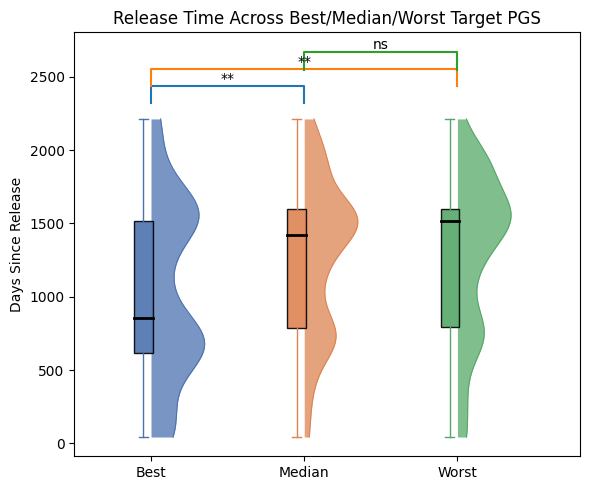 Release Time Across Best/Median/Worst Target PGS
ns
**
**
2500
2000
1500
1000
500
0
Days Since Release
Best
Median
Worst